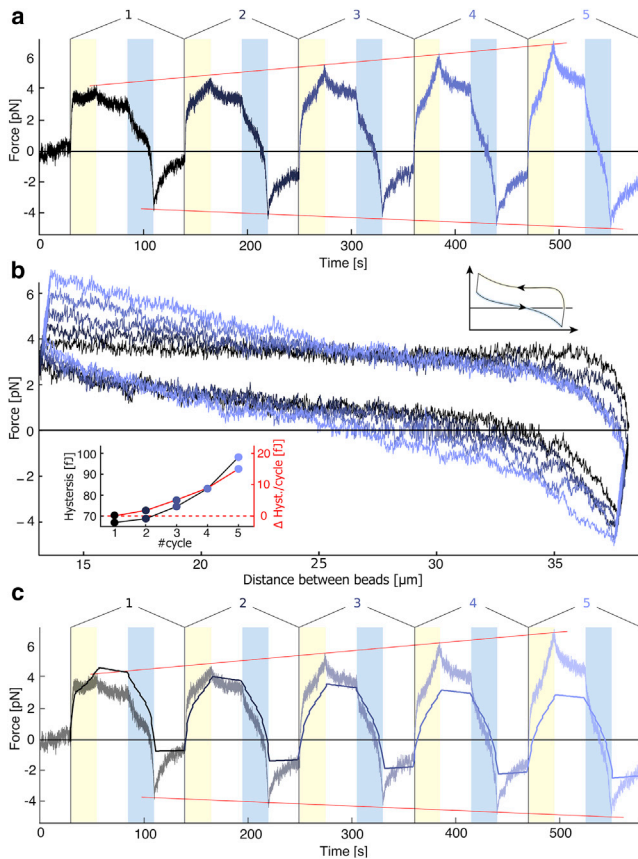 a
1 2 3 4 5
6
4
2
0
-2
-4
Force [pN]
0 100 200 300 400 500
Time [s]
b
6
4
2
0
-2
-4
Force [pN]
Hystersis [fJ]
100
90
80
70
20
10
0
Δ Hyst./cycle [fJ]
1 2 3 4 5
#cycle
15 20 25 30 35
Distance between beads [µm]
c
1 2 3 4 5
6
4
2
0
-2
-4
Force [pN]
0 100 200 300 400 500
Time [s]